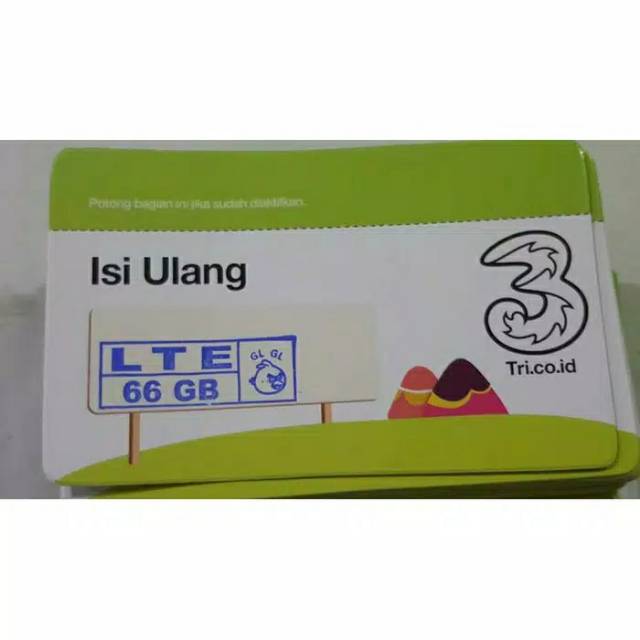 Potong bagian ini jika sudah diaktifkan.
Isi Ulang
LTE
GL GL
66 GB
3
Tri.co.id